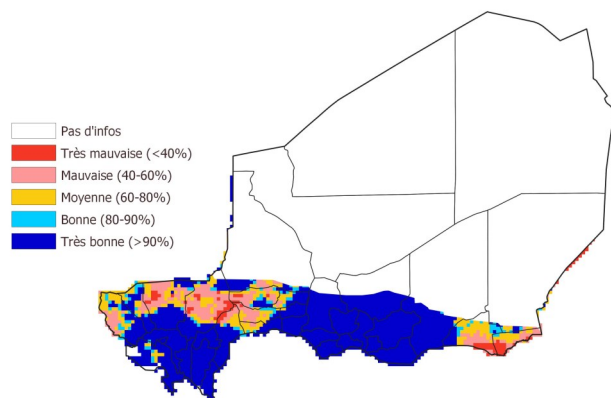 Pas d'infos
Très mauvaise (<40%)
Mauvaise (40-60%)
Moyenne (60-80%)
Bonne (80-90%)
Très bonne (>90%)